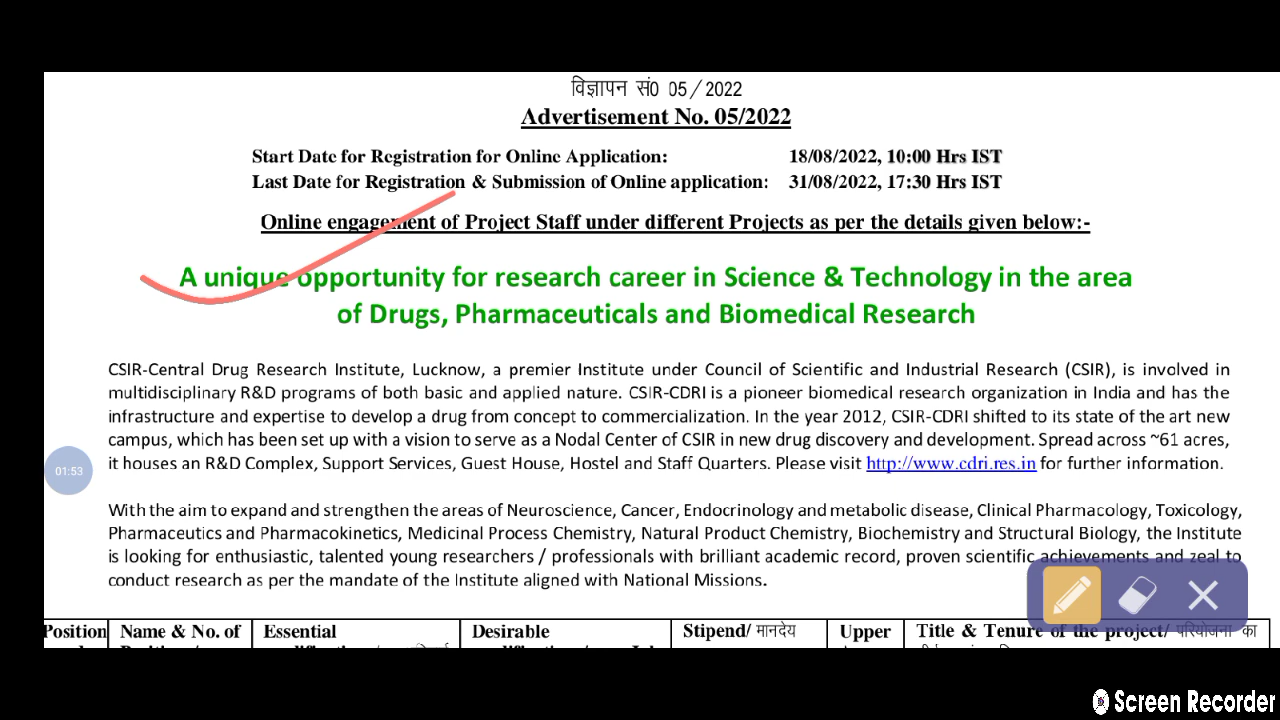 विज्ञापन सं0 05/2022
Advertisement No. 05/2022
Start Date for Registration for Online Application: 18/08/2022, 10:00 Hrs IST
Last Date for Registration & Submission of Online application: 31/08/2022, 17:30 Hrs IST
Online engagement of Project Staff under different Projects as per the details given below:-
A unique opportunity for research career in Science & Technology in the area
of Drugs, Pharmaceuticals and Biomedical Research
CSIR-Central Drug Research Institute, Lucknow, a premier Institute under Council of Scientific and Industrial Research (CSIR), is involved in
multidisciplinary R&D programs of both basic and applied nature. CSIR-CDRI is a pioneer biomedical research organization in India and has the
infrastructure and expertise to develop a drug from concept to commercialization. In the year 2012, CSIR-CDRI shifted to its state of the art new
campus, which has been set up with a vision to serve as a Nodal Center of CSIR in new drug discovery and development. Spread across ~61 acres,
it houses an R&D Complex, Support Services, Guest House, Hostel and Staff Quarters. Please visit http://www.cdri.res.in for further information.
01:53
With the aim to expand and strengthen the areas of Neuroscience, Cancer, Endocrinology and metabolic disease, Clinical Pharmacology, Toxicology,
Pharmaceutics and Pharmacokinetics, Medicinal Process Chemistry, Natural Product Chemistry, Biochemistry and Structural Biology, the Institute
is looking for enthusiastic, talented young researchers / professionals with brilliant academic record, proven scientific achievements and zeal to
conduct research as per the mandate of the Institute aligned with National Missions.
Position Name & No. of Essential Desirable Stipend/ मानदेय Upper Title & Tenure of the project/ परियोजना का
Screen Recorder